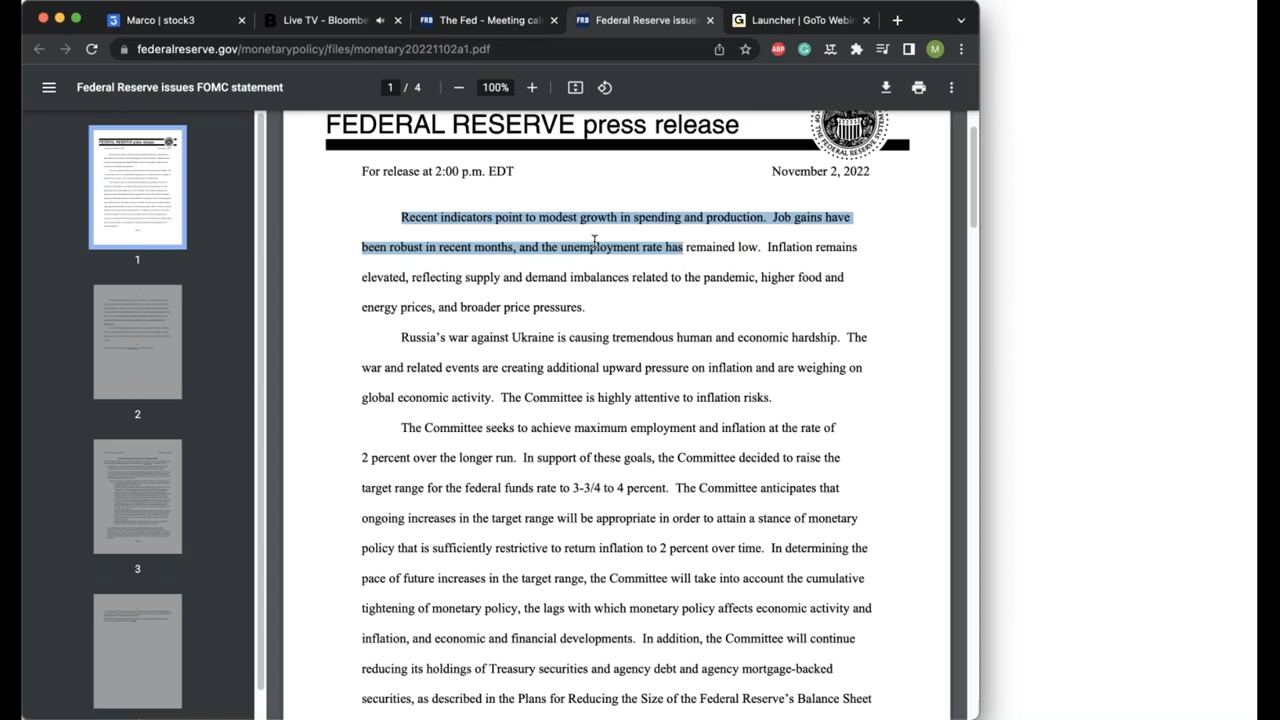 Marco | stock3
Live TV - Bloombe
The Fed - Meeting cal
Federal Reserve issue
Launcher | GoTo Webin
federalreserve.gov/monetarypolicy/files/monetary20221102a1.pdf
M
Federal Reserve issues FOMC statement
1 / 4
100%
FEDERAL RESERVE press release
For release at 2:00 p.m. EDT
November 2, 2022
Recent indicators point to modest growth in spending and production. Job gains have
been robust in recent months, and the unemployment rate has remained low. Inflation remains
elevated, reflecting supply and demand imbalances related to the pandemic, higher food and
energy prices, and broader price pressures.
Russia's war against Ukraine is causing tremendous human and economic hardship. The
war and related events are creating additional upward pressure on inflation and are weighing on
global economic activity. The Committee is highly attentive to inflation risks.
The Committee seeks to achieve maximum employment and inflation at the rate of
2 percent over the longer run. In support of these goals, the Committee decided to raise the
target range for the federal funds rate to 3-3/4 to 4 percent. The Committee anticipates that
ongoing increases in the target range will be appropriate in order to attain a stance of monetary
policy that is sufficiently restrictive to return inflation to 2 percent over time. In determining the
pace of future increases in the target range, the Committee will take into account the cumulative
tightening of monetary policy, the lags with which monetary policy affects economic activity and
inflation, and economic and financial developments. In addition, the Committee will continue
reducing its holdings of Treasury securities and agency debt and agency mortgage-backed
securities, as described in the Plans for Reducing the Size of the Federal Reserve's Balance Sheet
1
2
3